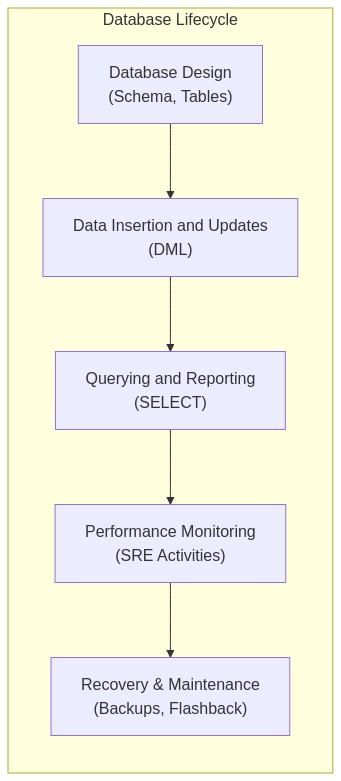 Database Lifecycle
Database Design
(Schema, Tables)
Data Insertion and Updates
(DML)
Querying and Reporting
(SELECT)
Performance Monitoring
(SRE Activities)
Recovery & Maintenance
(Backups, Flashback)